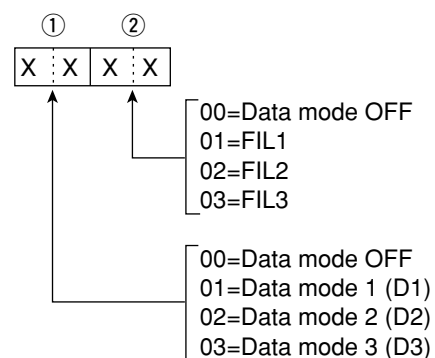 ① ②
X X X X
00=Data mode OFF
01=FIL1
02=FIL2
03=FIL3
00=Data mode OFF
01=Data mode 1 (D1)
02=Data mode 2 (D2)
03=Data mode 3 (D3)